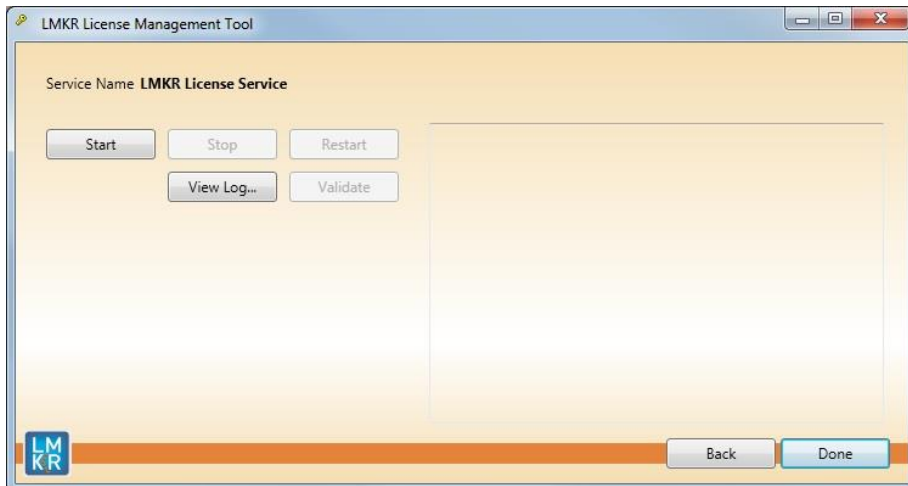 LMKR License Management Tool
Service Name LMKR License Service
Start Stop Restart
View Log... Validate
LM
KR
Back Done